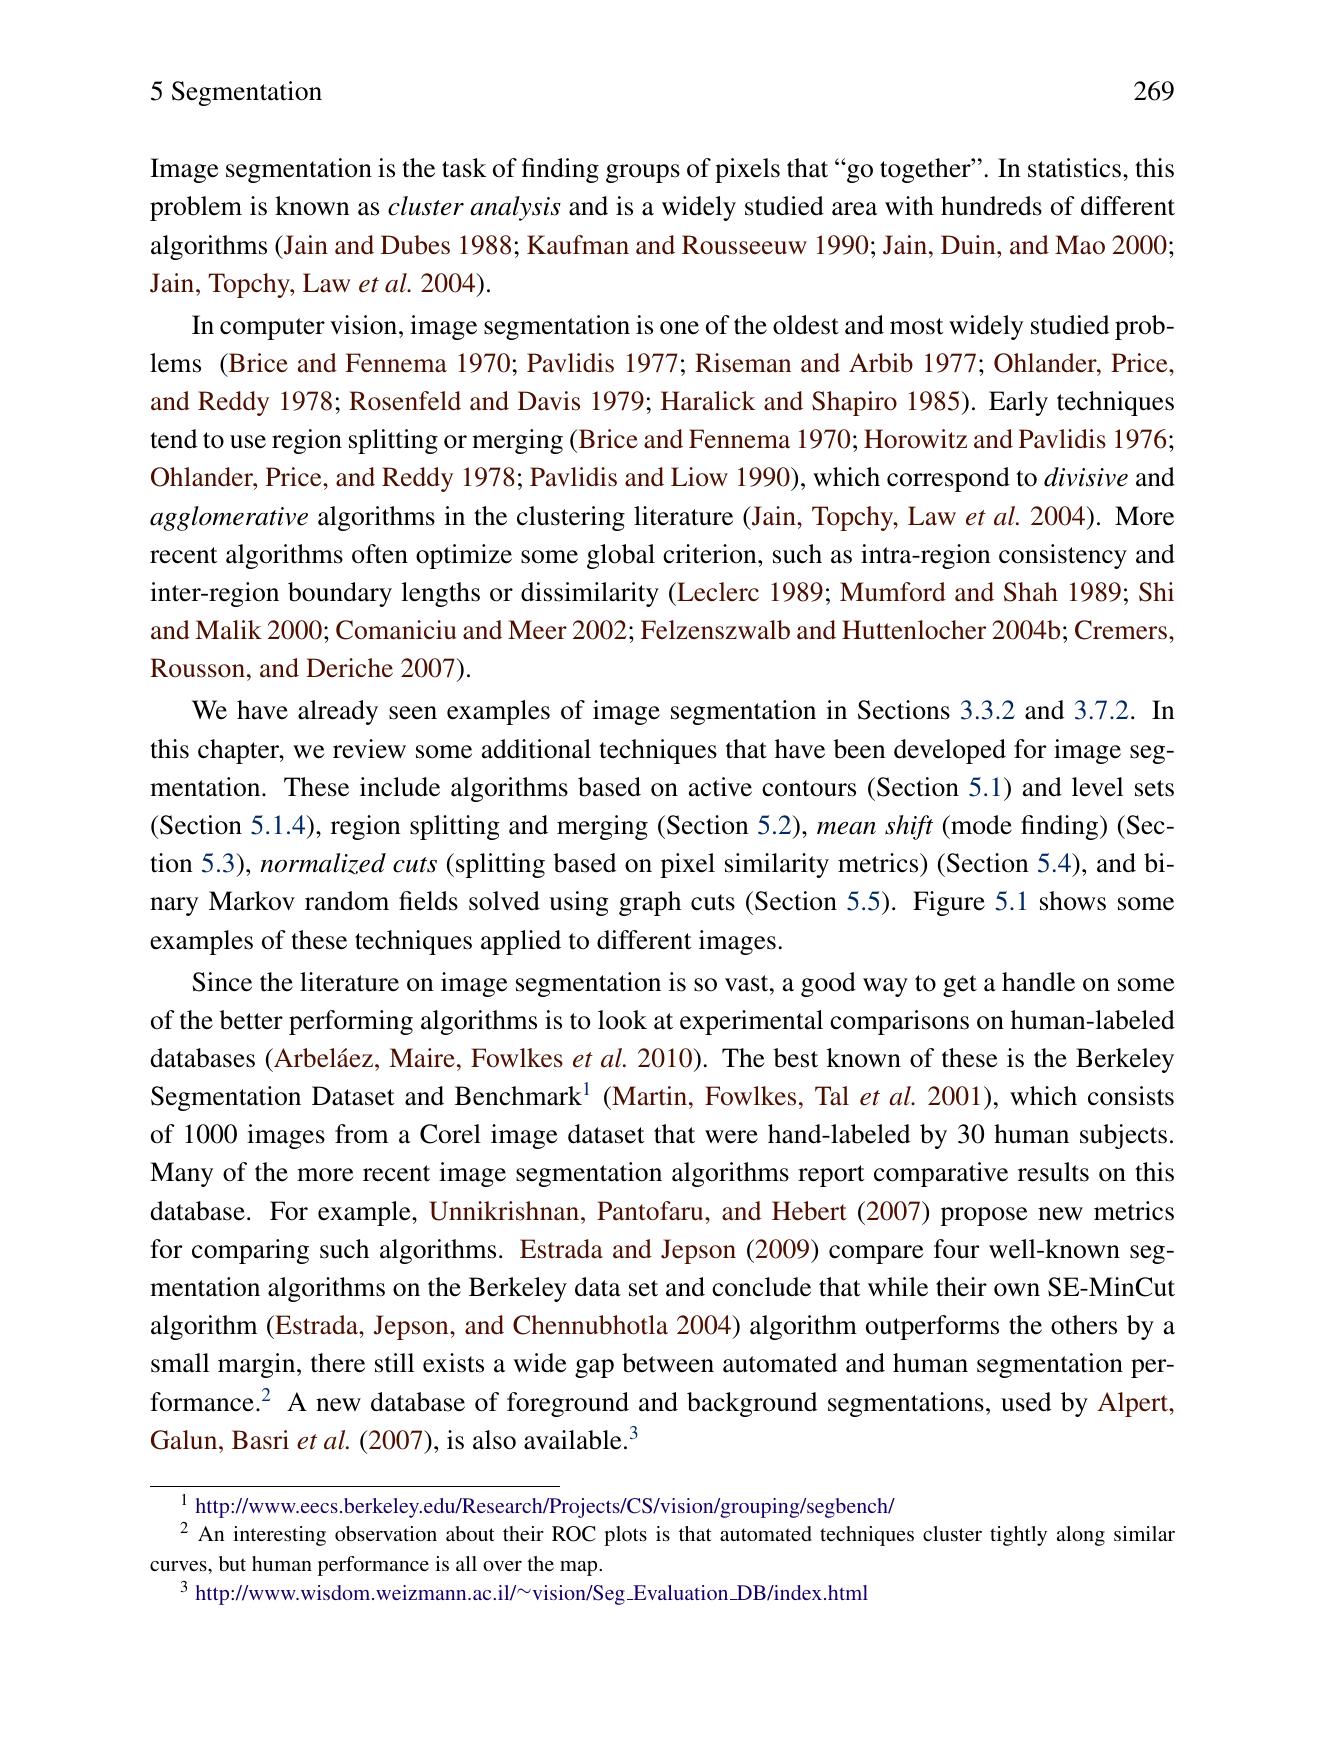 5 Segmentation 269
Image segmentation is the task of finding groups of pixels that “go together”. In statistics, this
problem is known as cluster analysis and is a widely studied area with hundreds of different
algorithms (Jain and Dubes 1988; Kaufman and Rousseeuw 1990; Jain, Duin, and Mao 2000;
Jain, Topchy, Law et al. 2004).
In computer vision, image segmentation is one of the oldest and most widely studied prob-
lems (Brice and Fennema 1970; Pavlidis 1977; Riseman and Arbib 1977; Ohlander, Price,
and Reddy 1978; Rosenfeld and Davis 1979; Haralick and Shapiro 1985). Early techniques
tend to use region splitting or merging (Brice and Fennema 1970; Horowitz and Pavlidis 1976;
Ohlander, Price, and Reddy 1978; Pavlidis and Liow 1990), which correspond to divisive and
agglomerative algorithms in the clustering literature (Jain, Topchy, Law et al. 2004). More
recent algorithms often optimize some global criterion, such as intra-region consistency and
inter-region boundary lengths or dissimilarity (Leclerc 1989; Mumford and Shah 1989; Shi
and Malik 2000; Comaniciu and Meer 2002; Felzenszwalb and Huttenlocher 2004b; Cremers,
Rousson, and Deriche 2007).
We have already seen examples of image segmentation in Sections 3.3.2 and 3.7.2. In
this chapter, we review some additional techniques that have been developed for image seg-
mentation. These include algorithms based on active contours (Section 5.1) and level sets
(Section 5.1.4), region splitting and merging (Section 5.2), mean shift (mode finding) (Sec-
tion 5.3), normalized cuts (splitting based on pixel similarity metrics) (Section 5.4), and bi-
nary Markov random fields solved using graph cuts (Section 5.5). Figure 5.1 shows some
examples of these techniques applied to different images.
Since the literature on image segmentation is so vast, a good way to get a handle on some
of the better performing algorithms is to look at experimental comparisons on human-labeled
databases (Arbeláez, Maire, Fowlkes et al. 2010). The best known of these is the Berkeley
Segmentation Dataset and Benchmark1 (Martin, Fowlkes, Tal et al. 2001), which consists
of 1000 images from a Corel image dataset that were hand-labeled by 30 human subjects.
Many of the more recent image segmentation algorithms report comparative results on this
database. For example, Unnikrishnan, Pantofaru, and Hebert (2007) propose new metrics
for comparing such algorithms. Estrada and Jepson (2009) compare four well-known seg-
mentation algorithms on the Berkeley data set and conclude that while their own SE-MinCut
algorithm (Estrada, Jepson, and Chennubhotla 2004) algorithm outperforms the others by a
small margin, there still exists a wide gap between automated and human segmentation per-
formance.2 A new database of foreground and background segmentations, used by Alpert,
Galun, Basri et al. (2007), is also available.3
1 http://www.eecs.berkeley.edu/Research/Projects/CS/vision/grouping/segbench/
2 An interesting observation about their ROC plots is that automated techniques cluster tightly along similar
curves, but human performance is all over the map.
3 http://www.wisdom.weizmann.ac.il/∼vision/Seg_Evaluation_DB/index.html